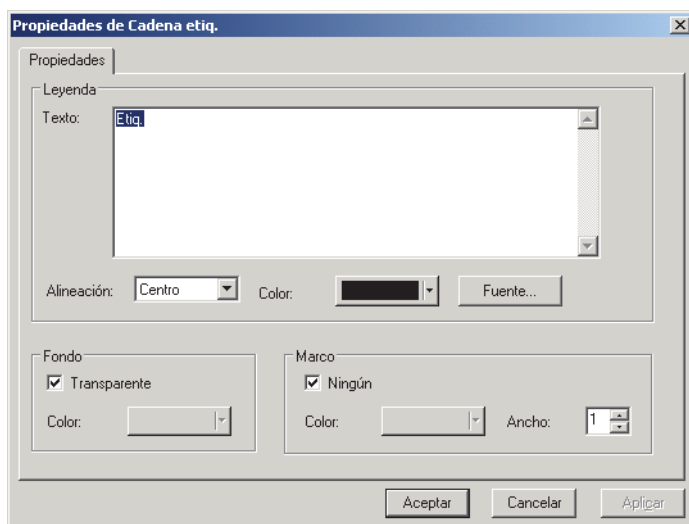 Propiedades de Cadena etiq.
Propiedades
Leyenda
Texto: Etiq.
Alineación: Centro Color: Fuente...
Fondo Marco
Transparente Ningún
Color: Color: Ancho: 1
Aceptar Cancelar Aplicar